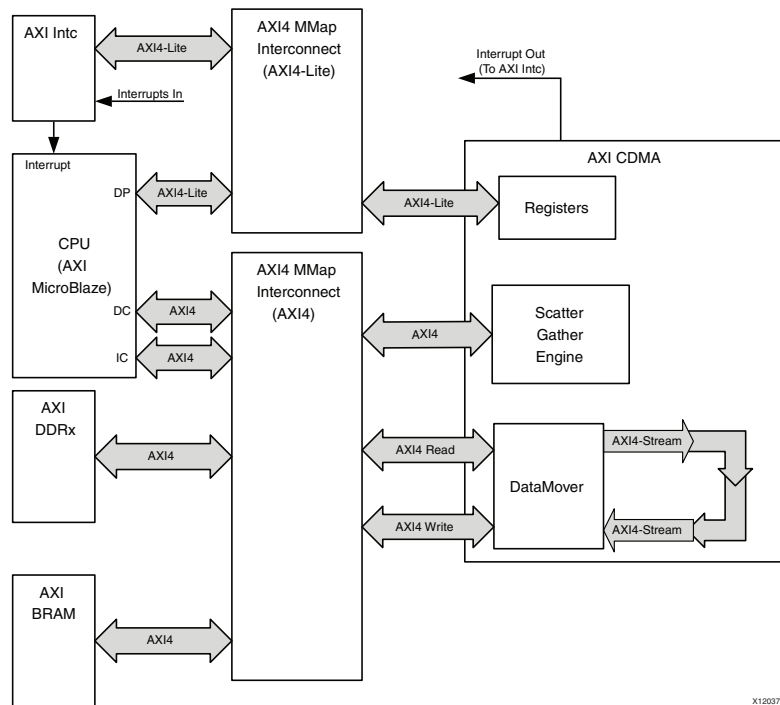 AXI Intc
AXI4-Lite
AXI4 MMap
Interconnect
(AXI4-Lite)
Interrupt Out
(To AXI Intc)
Interrupts In
Interrupt
DP
AXI4-Lite
AXI4-Lite
AXI CDMA
Registers
CPU
(AXI
MicroBlaze)
DC
AXI4
IC
AXI4
AXI4 MMap
Interconnect
(AXI4)
AXI4
Scatter
Gather
Engine
AXI
DDRx
AXI4
AXI4 Read
AXI4 Write
DataMover
AXI4-Stream
AXI4-Stream
AXI
BRAM
AXI4
X12037